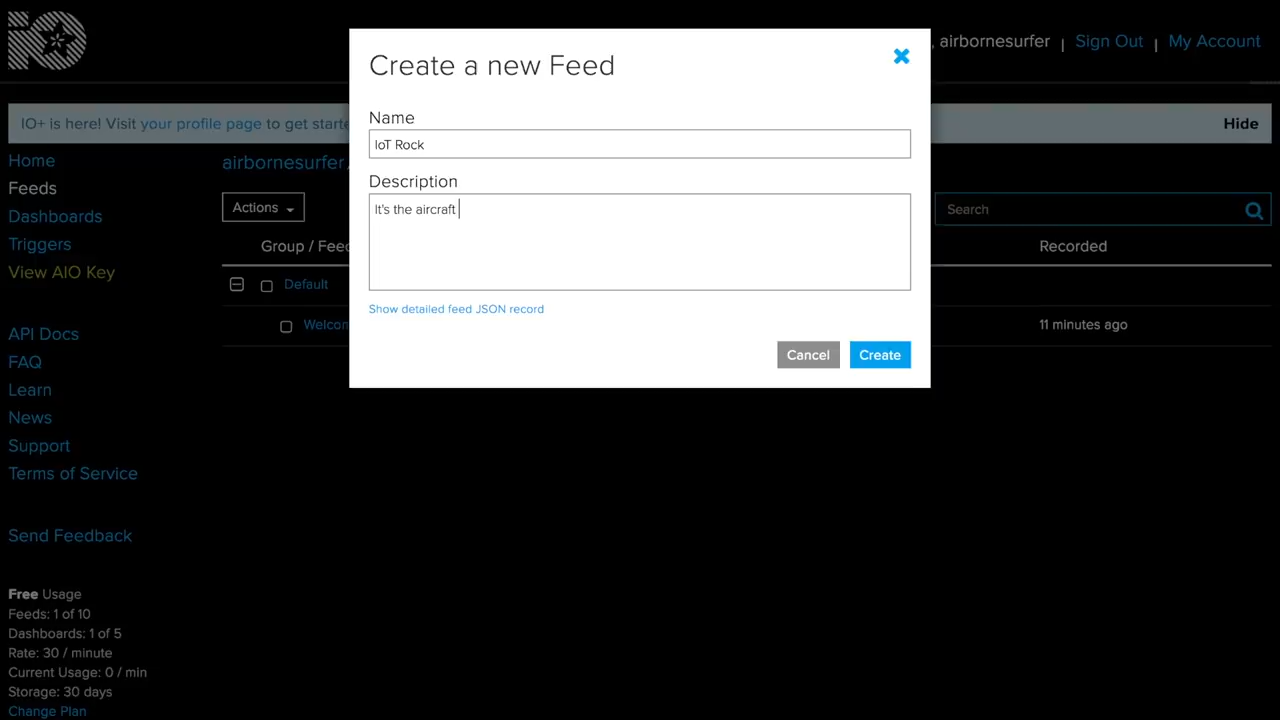 , airbornesurfer | Sign Out | My Account
IO+ is here! Visit your profile page to get starte
Hide
Home
Feeds
Dashboards
Triggers
View AIO Key
API Docs
FAQ
Learn
News
Support
Terms of Service
Send Feedback
Free Usage
Feeds: 1 of 10
Dashboards: 1 of 5
Rate: 30 / minute
Current Usage: 0 / min
Storage: 30 days
Change Plan
airbornesurfer
Actions
Search
Group / Feed
Recorded
Default
Welcom
11 minutes ago
Create a new Feed
Name
IoT Rock
Description
It's the aircraft
Show detailed feed JSON record
Cancel
Create